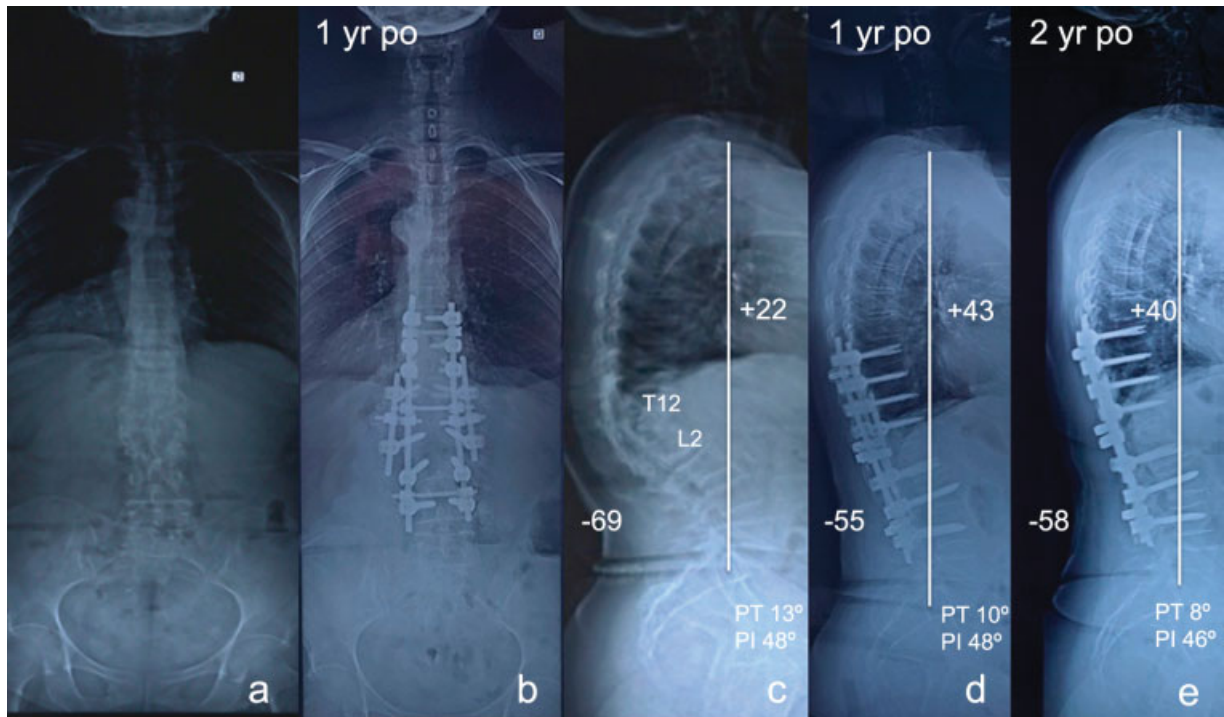 1 yr po
1 yr po
2 yr po
+22
+43
+40
T12
L2
-69
-55
-58
PT 13º
PI 48º
PT 10º
PI 48º
PT 8º
PI 46º
a
b
c
d
e